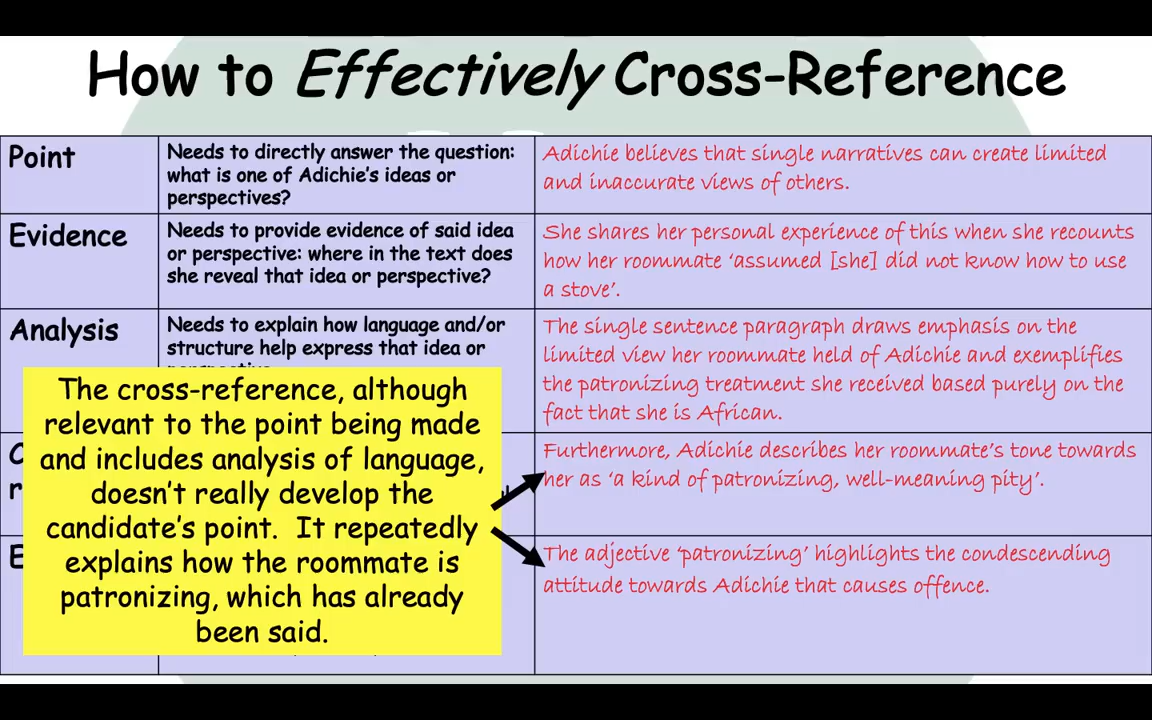 How to Effectively Cross-Reference
Point
Needs to directly answer the question:
what is one of Adichie's ideas or
perspectives?
Adichie believes that single narratives can create limited
and inaccurate views of others.
Evidence
Needs to provide evidence of said idea
or perspective: where in the text does
she reveal that idea or perspective?
She shares her personal experience of this when she recounts
how her roommate 'assumed [she] did not know how to use
a stove'.
Analysis
Needs to explain how language and/or
structure help express that idea or
The single sentence paragraph draws emphasis on the
limited view her roommate held of Adichie and exemplifies
the patronizing treatment she received based purely on the
fact that she is African.
The cross-reference, although
relevant to the point being made
and includes analysis of language,
doesn't really develop the
candidate's point. It repeatedly
explains how the roommate is
patronizing, which has already
been said.
Furthermore, Adichie describes her roommate's tone towards
her as 'a kind of patronizing, well-meaning pity'.
The adjective 'patronizing' highlights the condescending
attitude towards Adichie that causes offence.